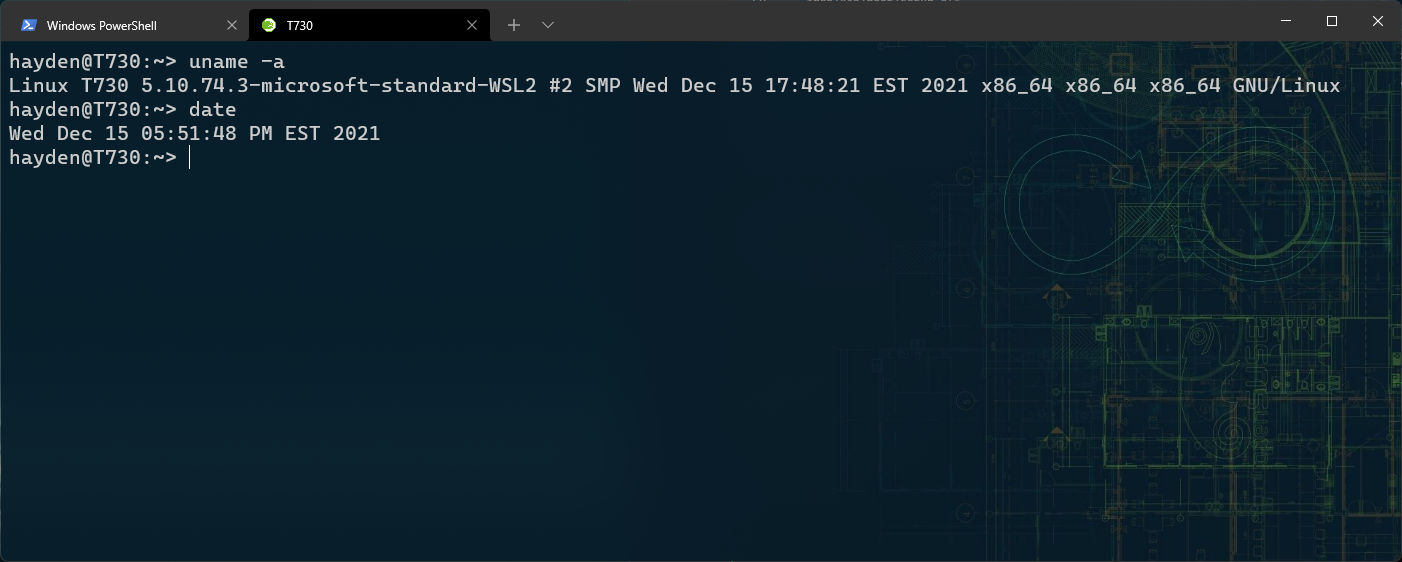 Windows PowerShell
T730
hayden@T730:~> uname -a
Linux T730 5.10.74.3-microsoft-standard-WSL2 #2 SMP Wed Dec 15 17:48:21 EST 2021 x86_64 x86_64 x86_64 GNU/Linux
hayden@T730:~> date
Wed Dec 15 05:51:48 PM EST 2021
hayden@T730:~>